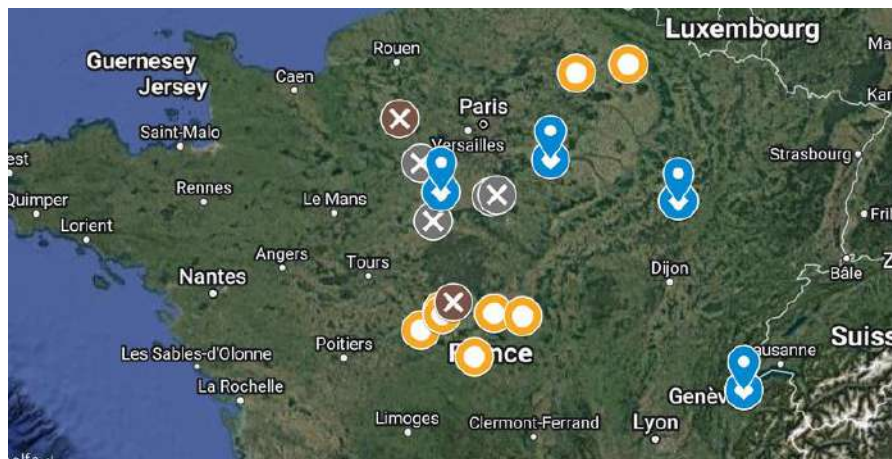 Luxembourg
Rouen
Guernesey
Jersey
Caen
Paris
Versailles
Saint-Malo
Strasbourg
Rennes
Le Mans
Quimper
Lorient
Angers
Tours
Dijon
Bâle
Nantes
Poitiers
Les Sables-d'Olonne
La Rochelle
Genèv
Limoges
Clermont-Ferrand
Lyon
Suiss